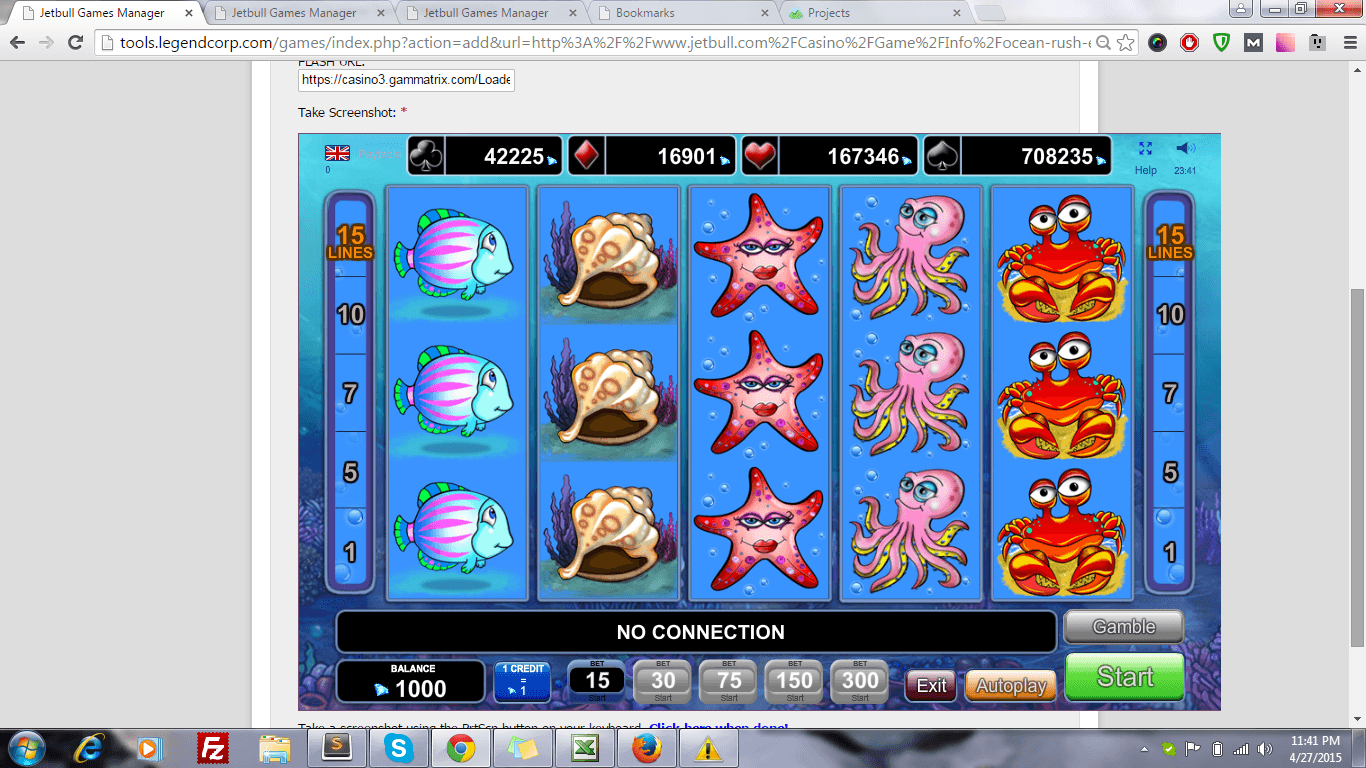 Jetbull Games Manager
Jetbull Games Manager
Jetbull Games Manager
Bookmarks
Projects
tools.legendcorp.com/games/index.php?action=add&url=http%3A%2F%2Fwww.jetbull.com%2FCasino%2FGame%2FInfo%2Focean-rush-e
FLASH URL:
https://casino3.gammatrix.com/Loade
Take Screenshot: *
0
42225
16901
167346
708235
Help
23:41
15
LINES
10
7
5
1
15
LINES
10
7
5
1
NO CONNECTION
Gamble
BALANCE
1000
1 CREDIT
=
1
BET
15
Start
BET
30
Start
BET
75
Start
BET
150
Start
BET
300
Start
Exit
Autoplay
Start
Take a screenshot using the PrtScn button on your keyboard. Click here when done!
11:41 PM
4/27/2015